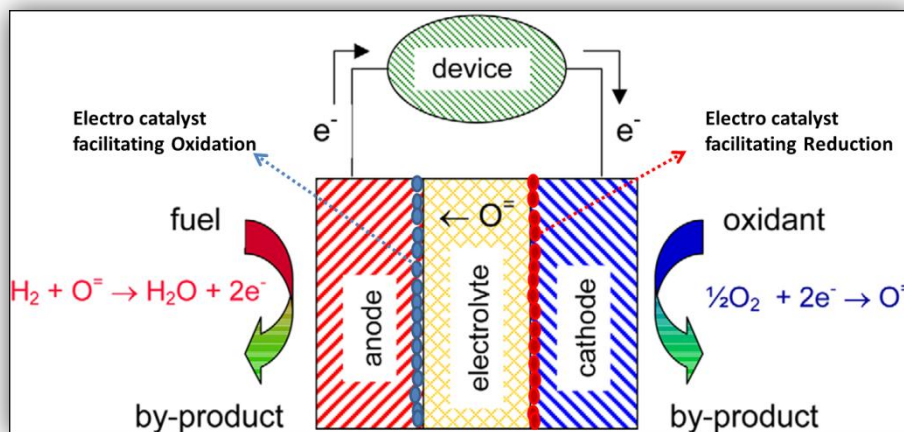 device
Electro catalyst
facilitating Oxidation
e-
e-
Electro catalyst
facilitating Reduction
fuel
← O=
oxidant
H₂ + O= → H₂O + 2e-
½O₂ + 2e- → O=
anode
electrolyte
cathode
by-product
by-product